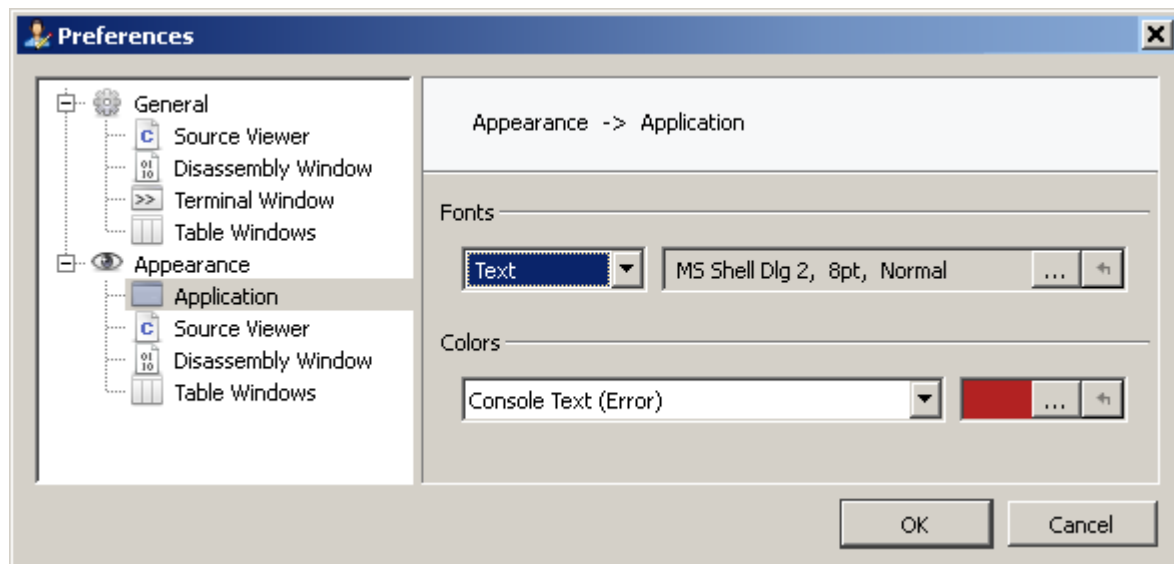 Preferences
General
Source Viewer
Disassembly Window
Terminal Window
Table Windows
Appearance
Application
Source Viewer
Disassembly Window
Table Windows
Appearance -> Application
Fonts
Text MS Shell Dlg 2, 8pt, Normal ...
Colors
Console Text (Error) ...
OK Cancel